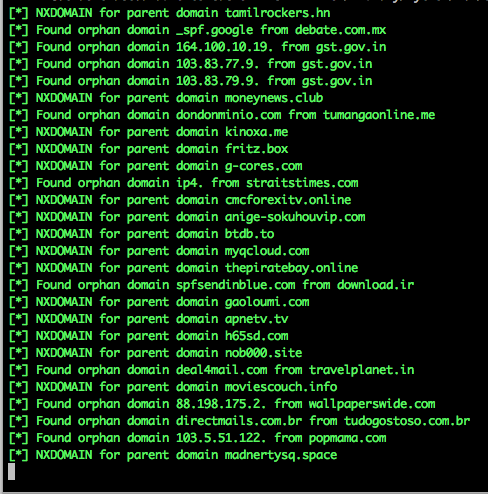 [*] NXDOMAIN for parent domain tamilrockers.hn
[*] Found orphan domain _spf.google from debate.com.mx
[*] Found orphan domain 164.100.10.19. from gst.gov.in
[*] Found orphan domain 103.83.77.9. from gst.gov.in
[*] Found orphan domain 103.83.79.9. from gst.gov.in
[*] NXDOMAIN for parent domain moneynews.club
[*] Found orphan domain dondonminio.com from tumangaonline.me
[*] NXDOMAIN for parent domain kinoxa.me
[*] NXDOMAIN for parent domain fritz.box
[*] NXDOMAIN for parent domain g-cores.com
[*] Found orphan domain ip4. from straitstimes.com
[*] NXDOMAIN for parent domain cmcforexitv.online
[*] NXDOMAIN for parent domain anige-sokuhouvip.com
[*] NXDOMAIN for parent domain btdb.to
[*] NXDOMAIN for parent domain myqcloud.com
[*] NXDOMAIN for parent domain thepiratebay.online
[*] Found orphan domain spfsendinblue.com from download.ir
[*] NXDOMAIN for parent domain gaoloumi.com
[*] NXDOMAIN for parent domain apnetv.tv
[*] NXDOMAIN for parent domain h65sd.com
[*] NXDOMAIN for parent domain nob000.site
[*] Found orphan domain deal4mail.com from travelplanet.in
[*] NXDOMAIN for parent domain moviescouch.info
[*] Found orphan domain 88.198.175.2. from wallpaperswide.com
[*] Found orphan domain directmails.com.br from tudogostoso.com.br
[*] Found orphan domain 103.5.51.122. from popmama.com
[*] NXDOMAIN for parent domain madnertysq.space